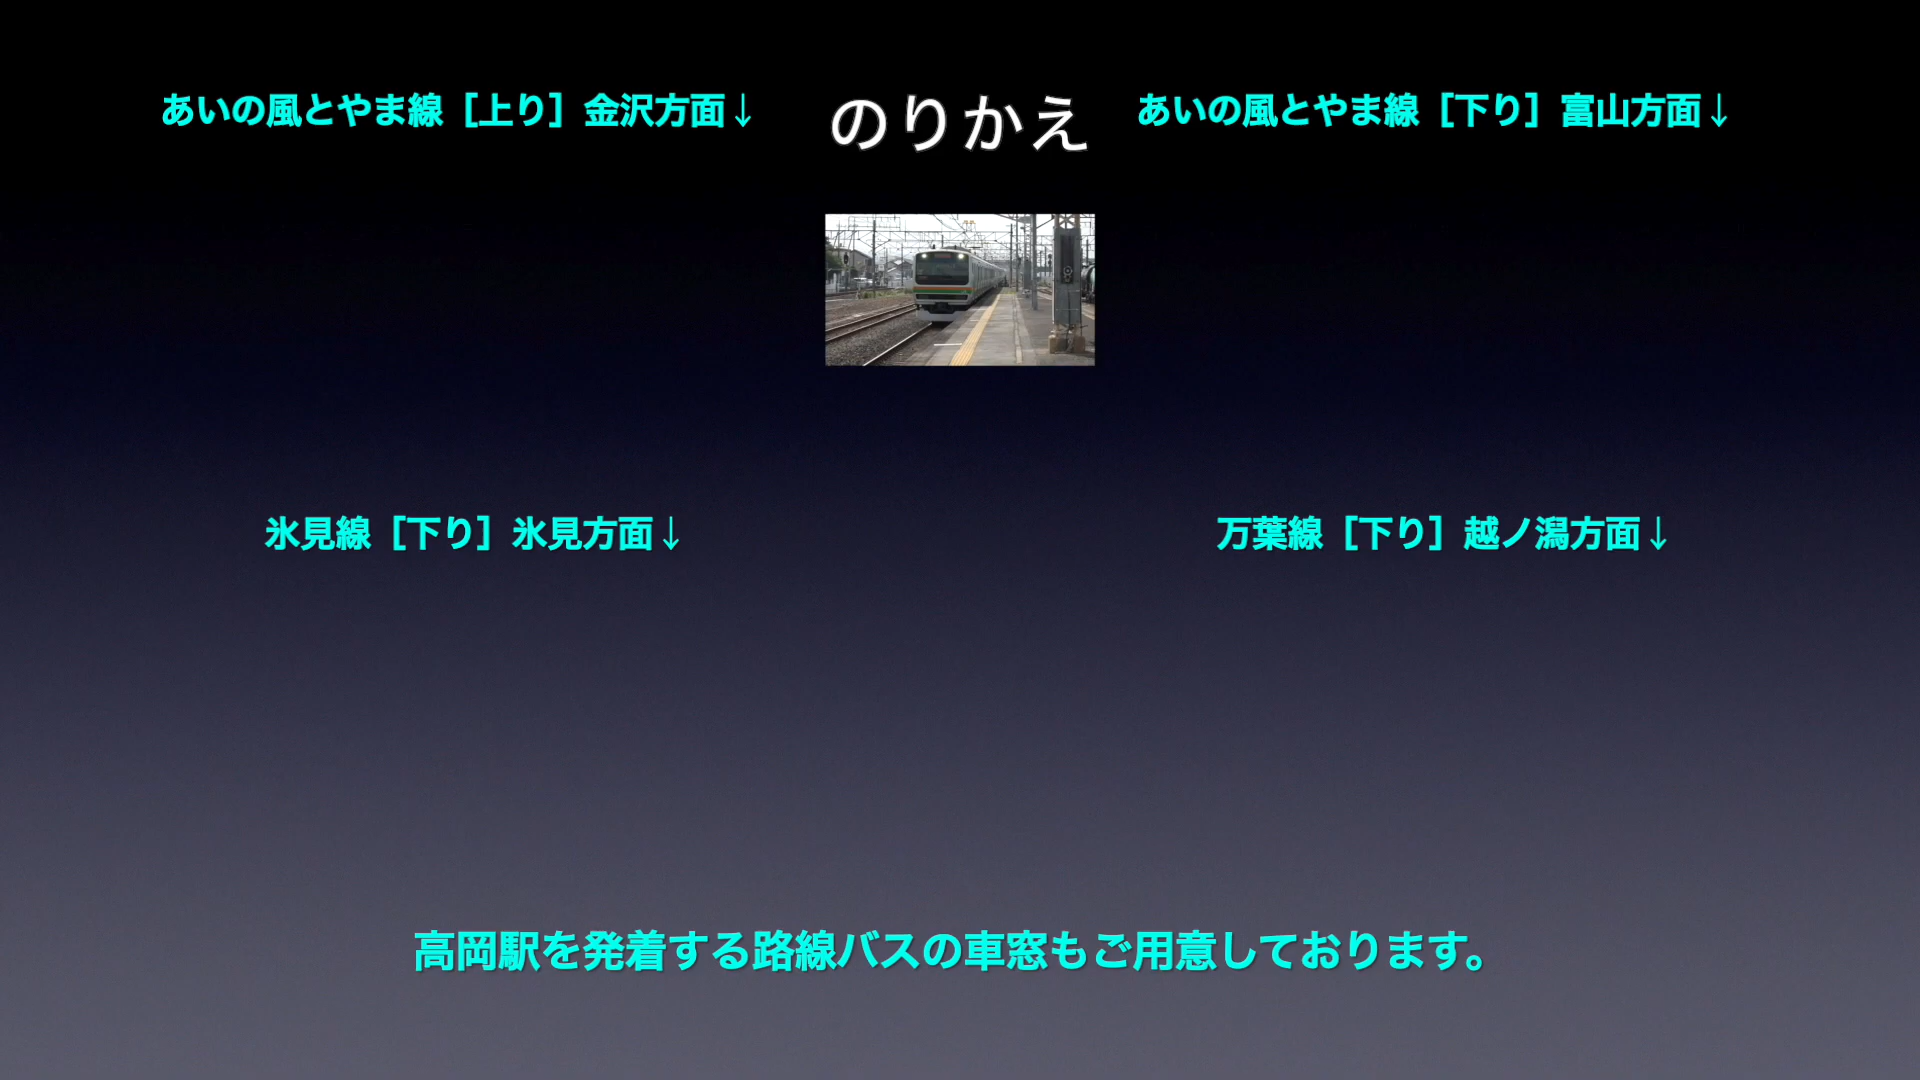 あいの風とやま線［上り］金沢方面↓
のりかえ
あいの風とやま線［下り］富山方面↓
氷見線［下り］氷見方面↓
万葉線［下り］越ノ潟方面↓
高岡駅を発着する路線バスの車窓もご用意しております。